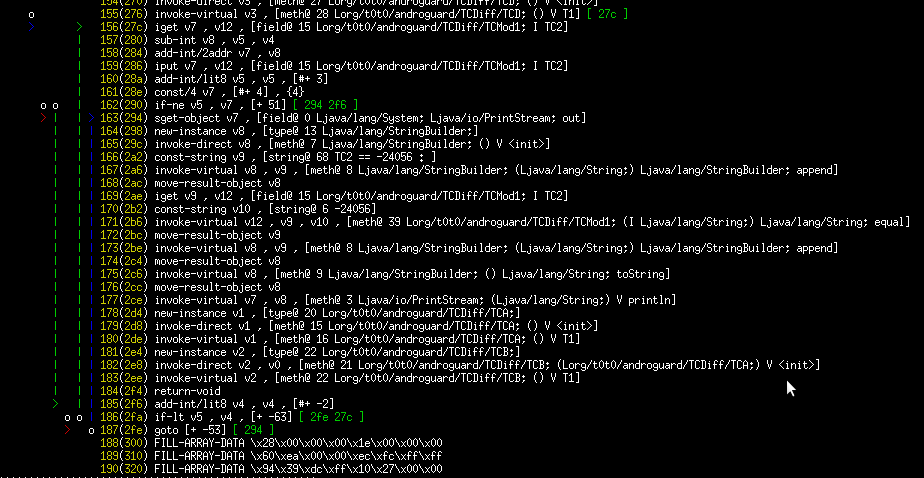 155(276) invoke-virtual v3 , [meth@ 28 Lorg/t0t0/androguard/TCDiff/TCD; () V T1] [ 27c ]
156(27c) iget v7 , v12 , [field@ 15 Lorg/t0t0/androguard/TCDiff/TCMod1; I TC2]
157(280) sub-int v8 , v5 , v4
158(284) add-int/2addr v7 , v8
159(286) iput v7 , v12 , [field@ 15 Lorg/t0t0/androguard/TCDiff/TCMod1; I TC2]
160(28a) add-int/lit8 v5 , v5 , [#+ 3]
161(28e) const/4 v7 , [#+ 4] , {4}
162(290) if-ne v5 , v7 , [+ 51] [ 294 2f6 ]
163(294) sget-object v7 , [field@ 0 Ljava/lang/System; Ljava/io/PrintStream; out]
164(298) new-instance v8 , [type@ 13 Ljava/lang/StringBuilder;]
165(29c) invoke-direct v8 , [meth@ 7 Ljava/lang/StringBuilder; () V <init>]
166(2a2) const-string v9 , [string@ 68 TC2 == -24056 : ]
167(2a6) invoke-virtual v8 , v9 , [meth@ 8 Ljava/lang/StringBuilder; (Ljava/lang/String;) Ljava/lang/StringBuilder; append]
168(2ac) move-result-object v8
169(2ae) iget v9 , v12 , [field@ 15 Lorg/t0t0/androguard/TCDiff/TCMod1; I TC2]
170(2b2) const-string v10 , [string@ 6 -24056]
171(2b6) invoke-virtual v12 , v9 , v10 , [meth@ 39 Lorg/t0t0/androguard/TCDiff/TCMod1; (I Ljava/lang/String;) Ljava/lang/String; equal]
172(2bc) move-result-object v9
173(2be) invoke-virtual v8 , v9 , [meth@ 8 Ljava/lang/StringBuilder; (Ljava/lang/String;) Ljava/lang/StringBuilder; append]
174(2c4) move-result-object v8
175(2c6) invoke-virtual v8 , [meth@ 9 Ljava/lang/StringBuilder; () Ljava/lang/String; toString]
176(2cc) move-result-object v8
177(2ce) invoke-virtual v7 , v8 , [meth@ 3 Ljava/io/PrintStream; (Ljava/lang/String;) V println]
178(2d4) new-instance v1 , [type@ 20 Lorg/t0t0/androguard/TCDiff/TCA;]
179(2d8) invoke-direct v1 , [meth@ 15 Lorg/t0t0/androguard/TCDiff/TCA; () V <init>]
180(2de) invoke-virtual v1 , [meth@ 16 Lorg/t0t0/androguard/TCDiff/TCA; () V T1]
181(2e4) new-instance v2 , [type@ 22 Lorg/t0t0/androguard/TCDiff/TCB;]
182(2e8) invoke-direct v2 , v0 , [meth@ 21 Lorg/t0t0/androguard/TCDiff/TCB; (Lorg/t0t0/androguard/TCDiff/TCA;) V <init>]
183(2ee) invoke-virtual v2 , [meth@ 22 Lorg/t0t0/androguard/TCDiff/TCB; () V T1]
184(2f4) return-void
185(2f6) add-int/lit8 v4 , v4 , [#+ -2]
186(2fa) if-lt v5 , v4 , [+ -63] [ 2fe 27c ]
187(2fe) goto [+ -53] [ 294 ]
188(300) FILL-ARRAY-DATA \x28\x00\x00\x00\x1e\x00\x00\x00
189(310) FILL-ARRAY-DATA \x60\xea\x00\x00\xec\xfc\xff\xff
190(320) FILL-ARRAY-DATA \x94\x39\xdc\xff\x10\x27\x00\x00